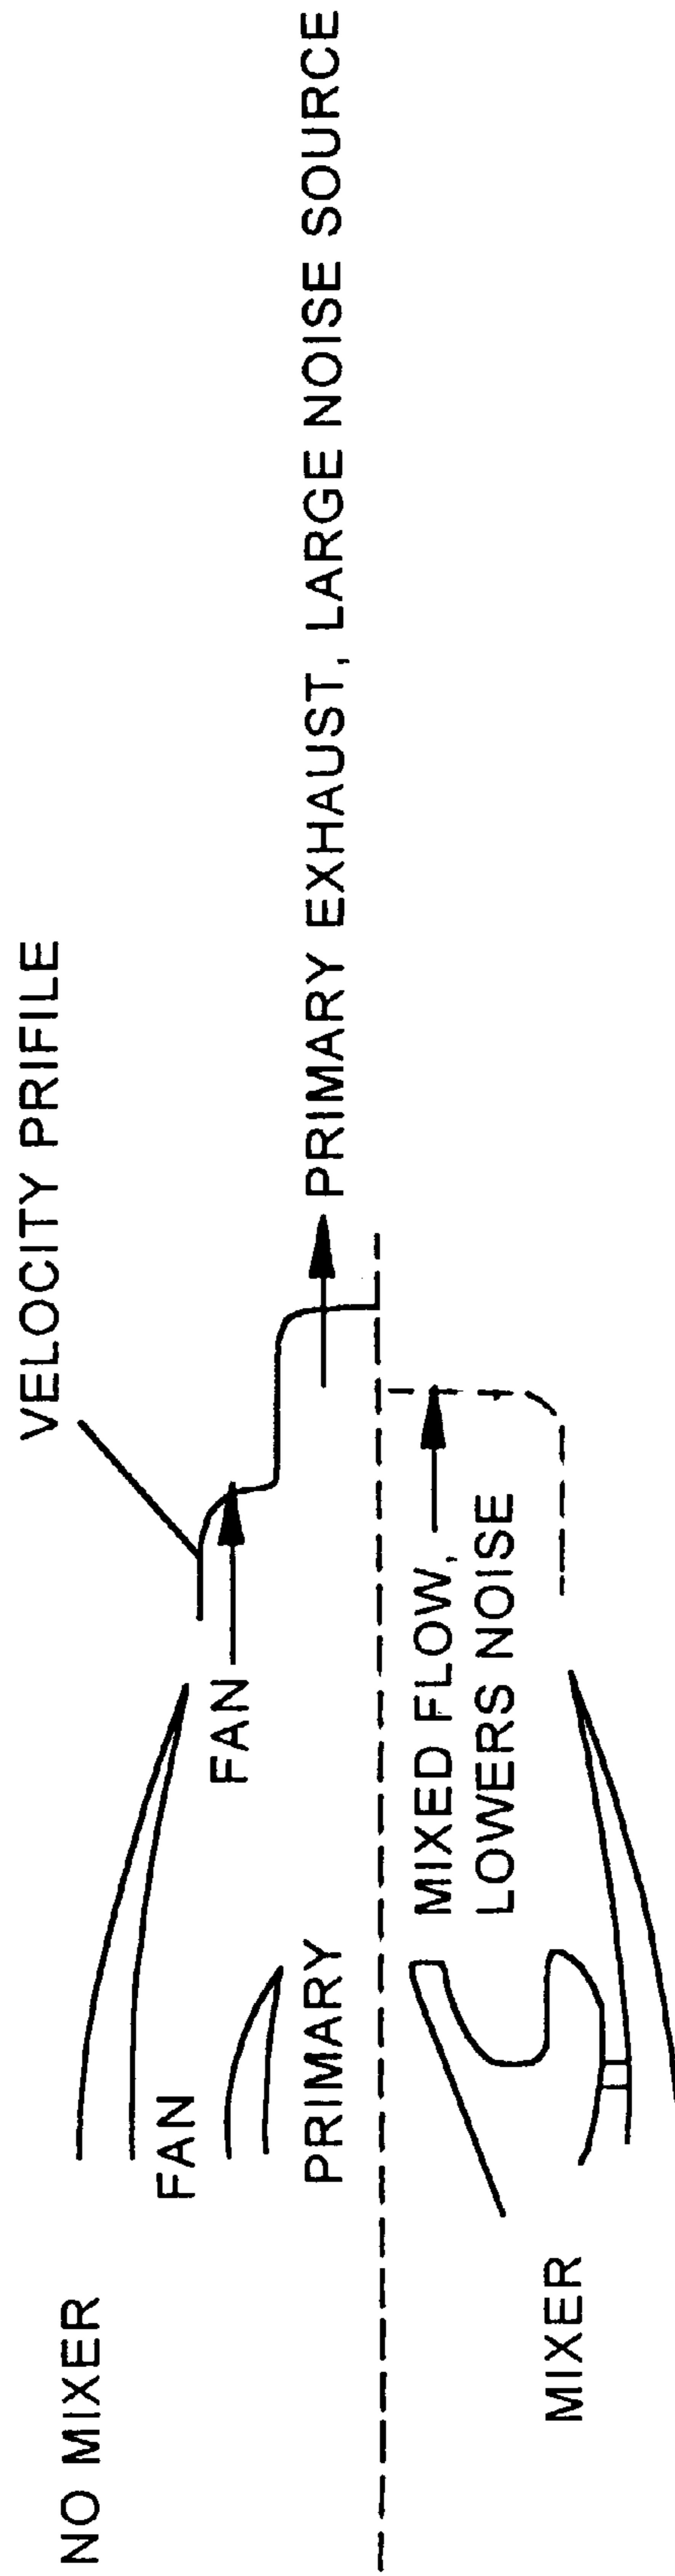 NO MIXER
VELOCITY PRIFILE
FAN
FAN
PRIMARY
PRIMARY EXHAUST, LARGE NOISE SOURCE
MIXED FLOW,
LOWERS NOISE
MIXER